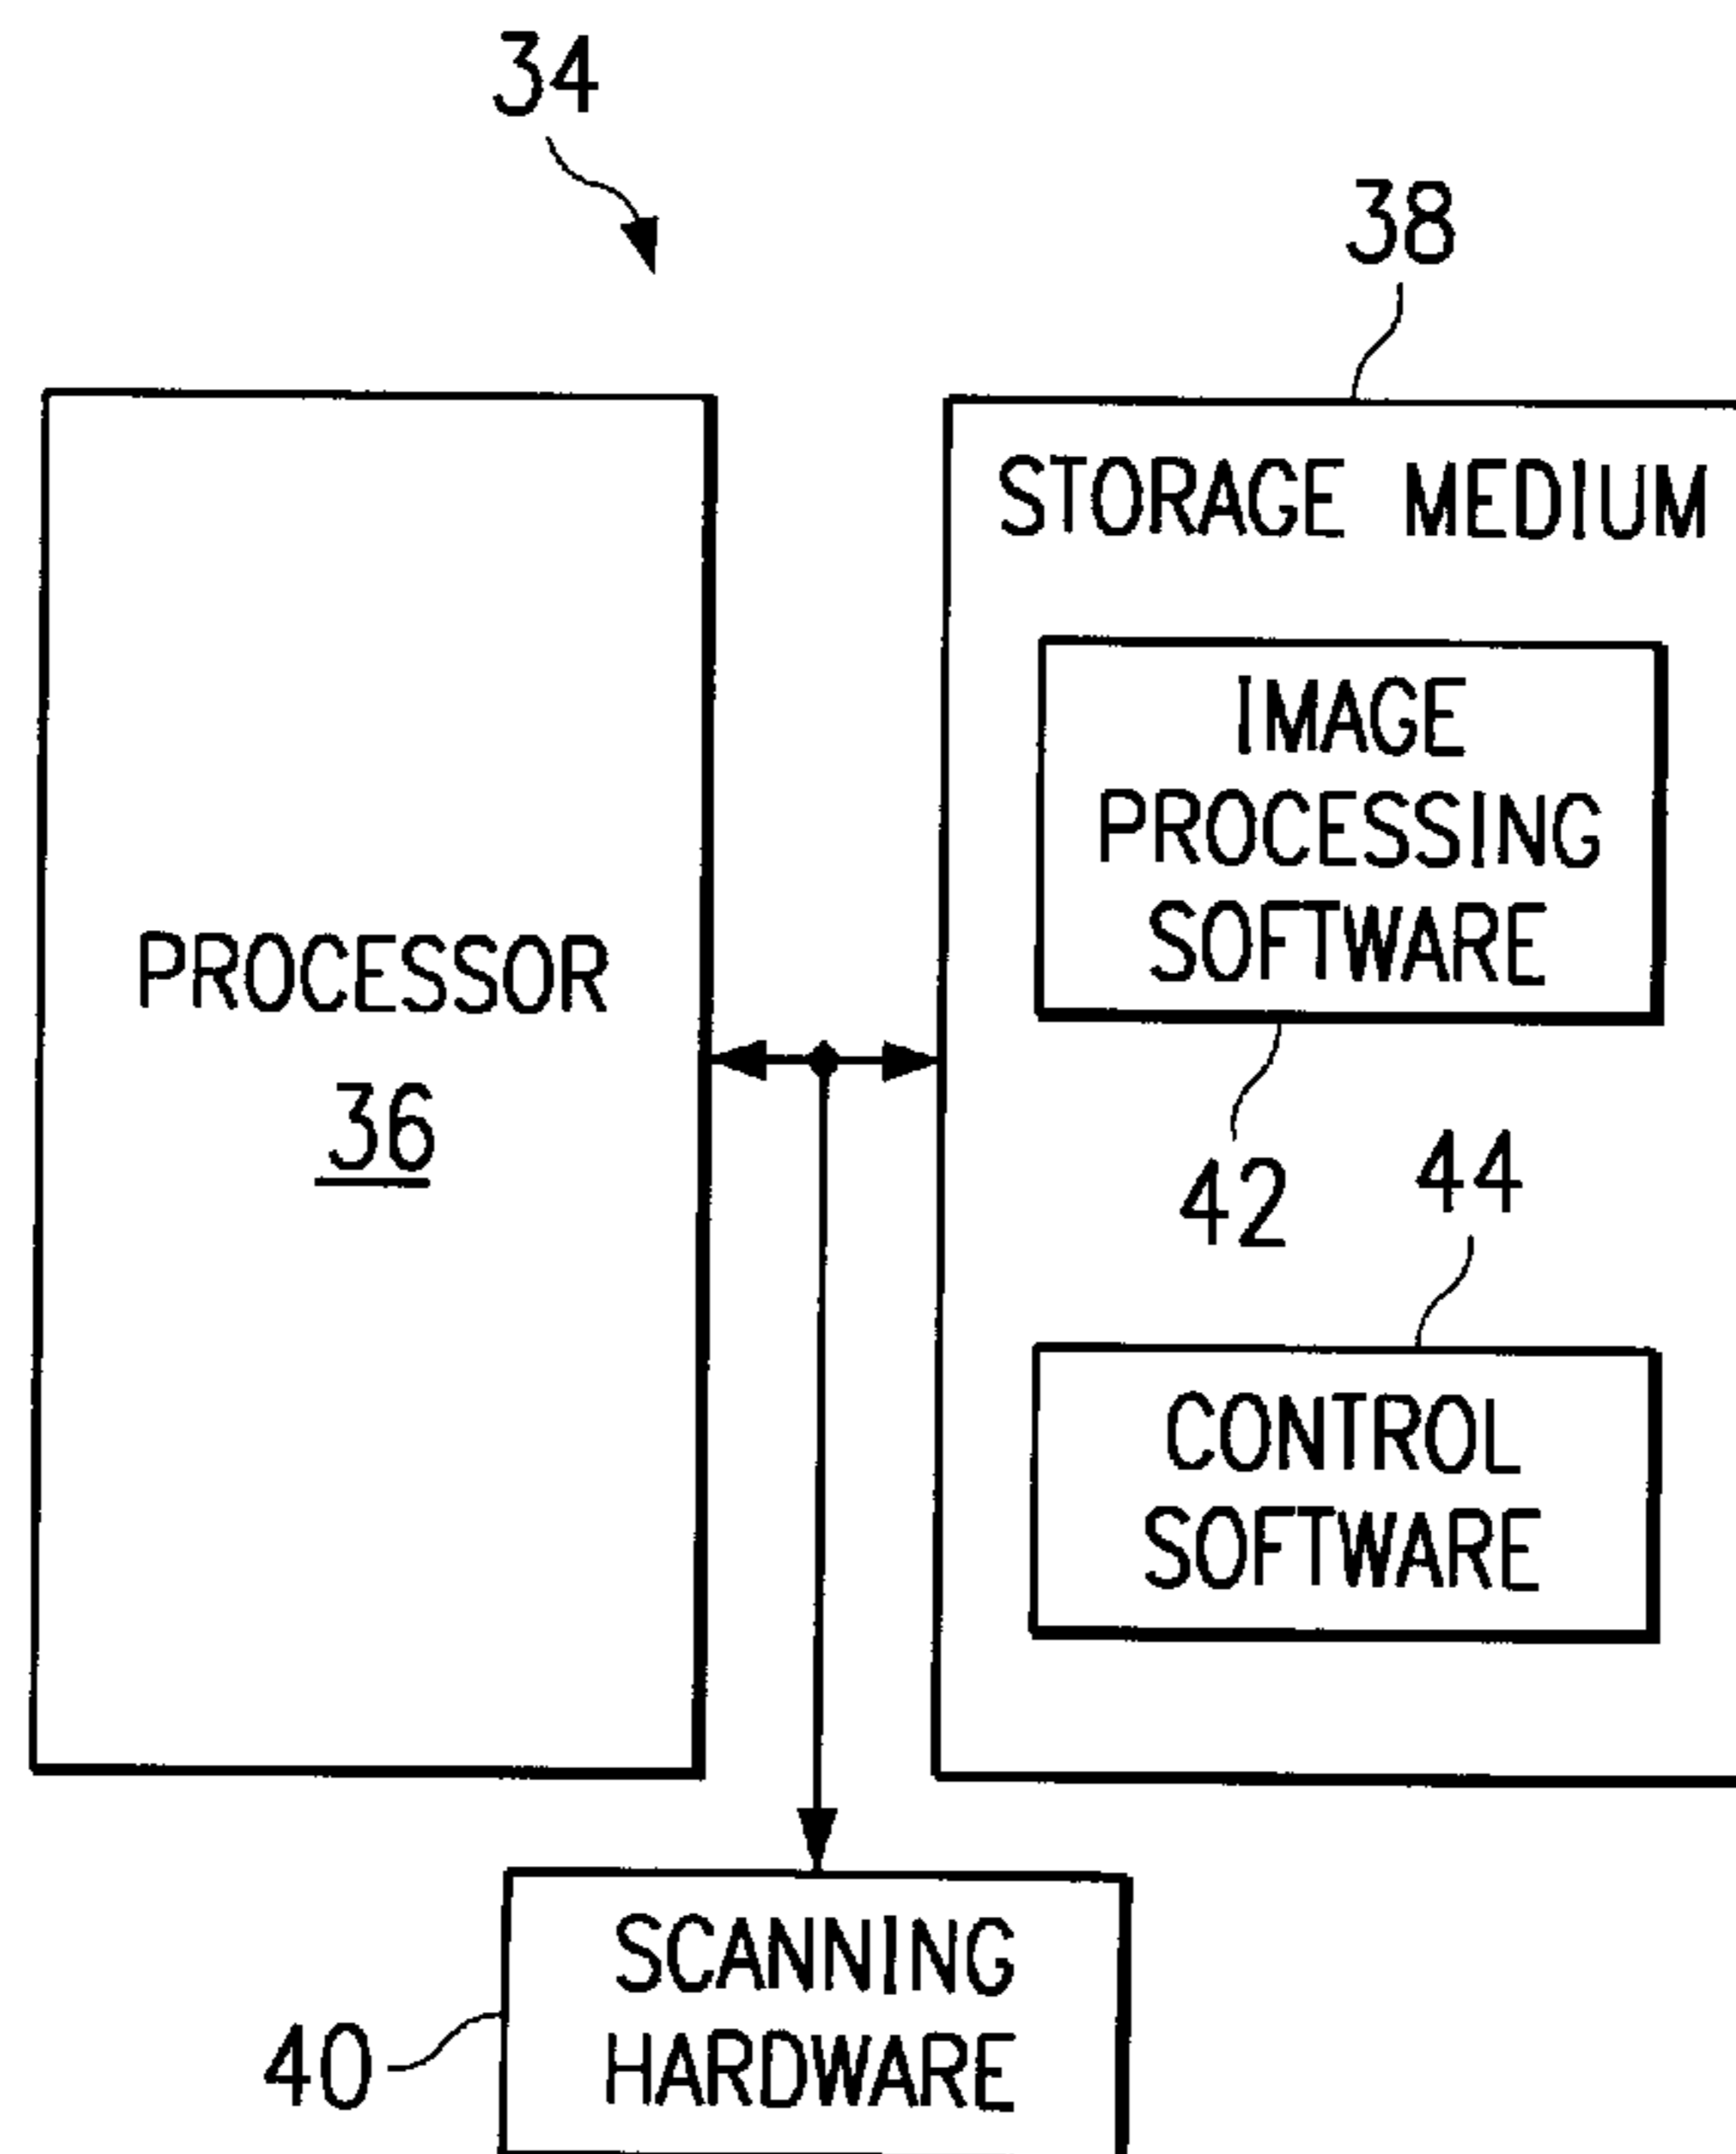 34
38
STORAGE MEDIUM
IMAGE
PROCESSING
SOFTWARE
PROCESSOR
36
42
44
CONTROL
SOFTWARE
SCANNING
HARDWARE
40